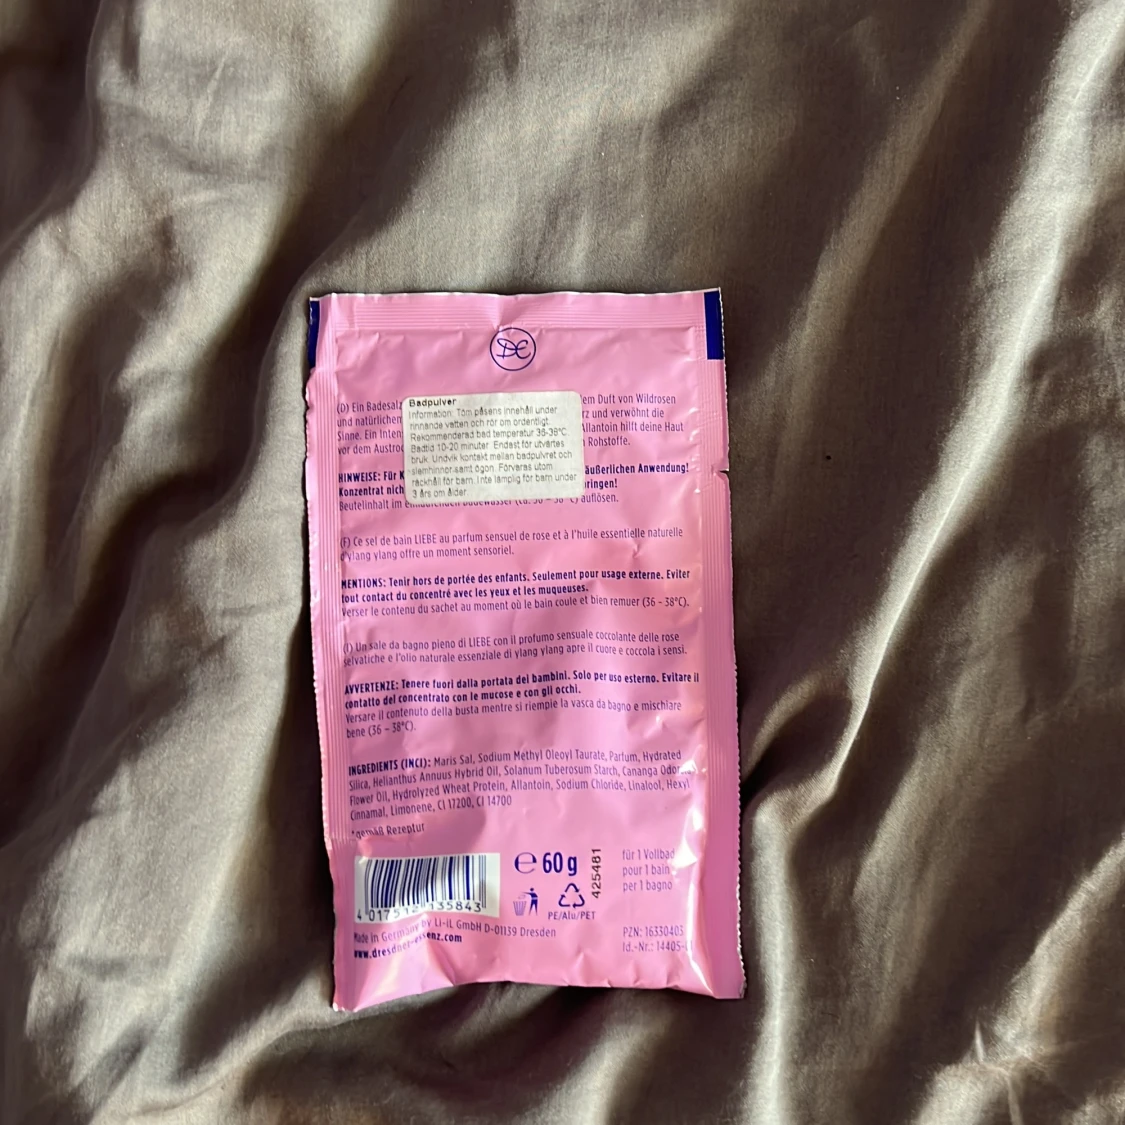 DE
(D) Ein Badesalz
em Duft von Wildrosen
und natürlichem
rz und verwöhnt die
Sinne. Ein Inten
Allantoin hilft deine Haut
vor dem Austroc
Rohstoffe.
Badpulver
Information: Töm påsens innehåll under
rinnande vatten och rör om ordentligt.
Rekommenderad bad temperatur 36-38°C.
Badtid 10-20 minuter. Endast för utvärtes
bruk. Undvik kontakt mellan badpulvret och
slemhinnor samt ögon. Förvaras utom
räckhåll för barn. Inte lämplig för barn under
3 års om ålder
HINWEISE: Für K
äußerlichen Anwendung!
Konzentrat nich
bringen!
Beutelinhalt im einlaufenden Badewasser (ca. 36 – 38°C) auflösen.
(F) Ce sel de bain LIEBE au parfum sensuel de rose et à l'huile essentielle naturelle
d'ylang ylang offre un moment sensoriel.
MENTIONS: Tenir hors de portée des enfants. Seulement pour usage externe. Eviter
tout contact du concentré avec les yeux et les muqueuses.
Verser le contenu du sachet au moment où le bain coule et bien remuer (36 – 38°C).
(I) Un sale da bagno pieno di LIEBE con il profumo sensuale coccolante delle rose
selvatiche e l'olio naturale essenziale di ylang ylang apre il cuore e coccola i sensi.
AVVERTENZE: Tenere fuori dalla portata dei bambini. Solo per uso esterno. Evitare il
contatto del concentrato con le mucose e con gli occhi.
Versare il contenuto della busta mentre si riempie la vasca da bagno e mischiare
bene (36 – 38°C).
INGREDIENTS (INCI): Maris Sal, Sodium Methyl Oleoyl Taurate, Parfum, Hydrated
Silica, Helianthus Annuus Hybrid Oil, Solanum Tuberosum Starch, Cananga Odorata
Flower Oil, Hydrolyzed Wheat Protein, Allantoin, Sodium Chloride, Linalool, Hexyl
Cinnamal, Limonene, CI 17200, CI 14700
*gemäß Rezeptur
4 01751 135843
e 60 g
425481
PE/Alu/PET
für 1 Vollbad
pour 1 bain
per 1 bagno
Made in Germany by Li-iL GmbH D-01139 Dresden
www.dresdner-essenz.com
PZN: 16330403
Id.-Nr.: 14405-